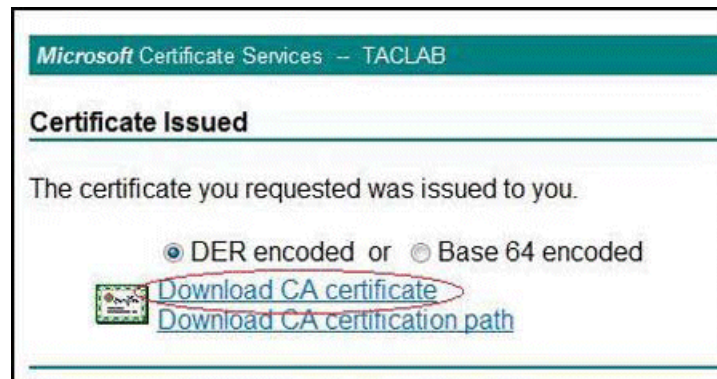 Microsoft Certificate Services -- TACLAB
Certificate Issued
The certificate you requested was issued to you.
DER encoded or Base 64 encoded
Download CA certificate
Download CA certification path